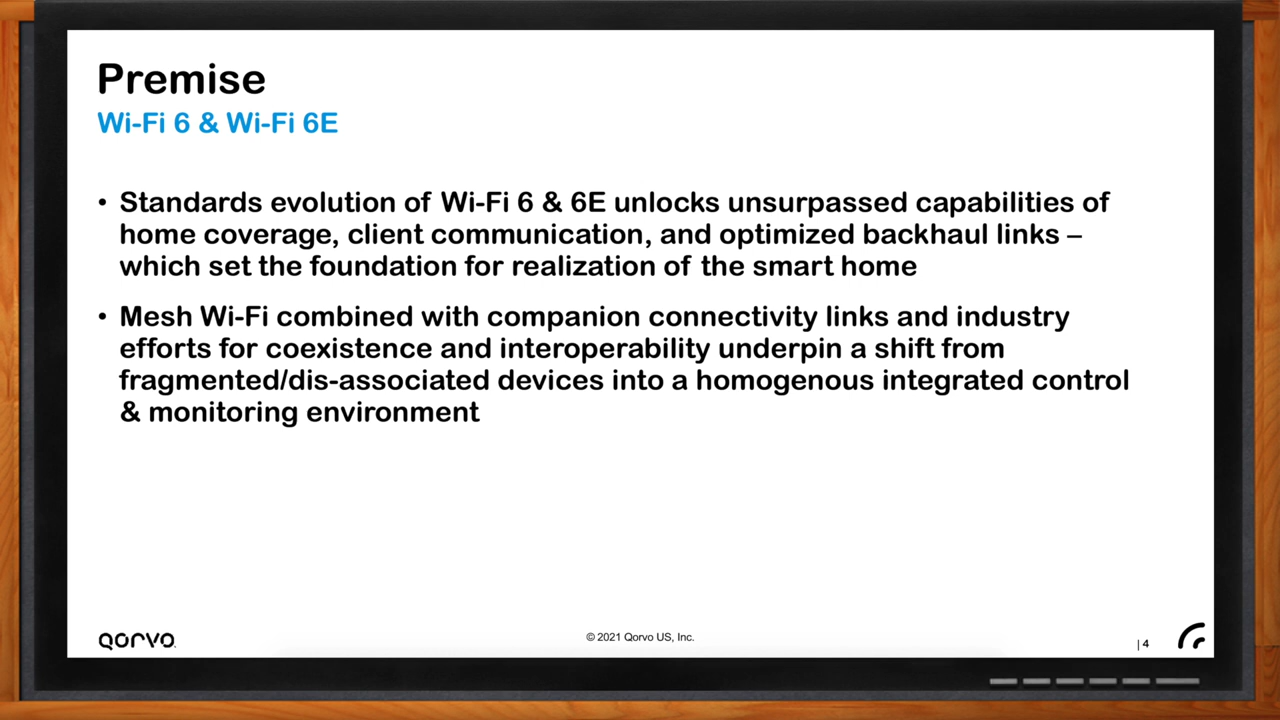 Premise
Wi-Fi 6 & Wi-Fi 6E
• Standards evolution of Wi-Fi 6 & 6E unlocks unsurpassed capabilities of
home coverage, client communication, and optimized backhaul links –
which set the foundation for realization of the smart home
• Mesh Wi-Fi combined with companion connectivity links and industry
efforts for coexistence and interoperability underpin a shift from
fragmented/dis-associated devices into a homogenous integrated control
& monitoring environment
QORVO
© 2021 Qorvo US, Inc.
| 4